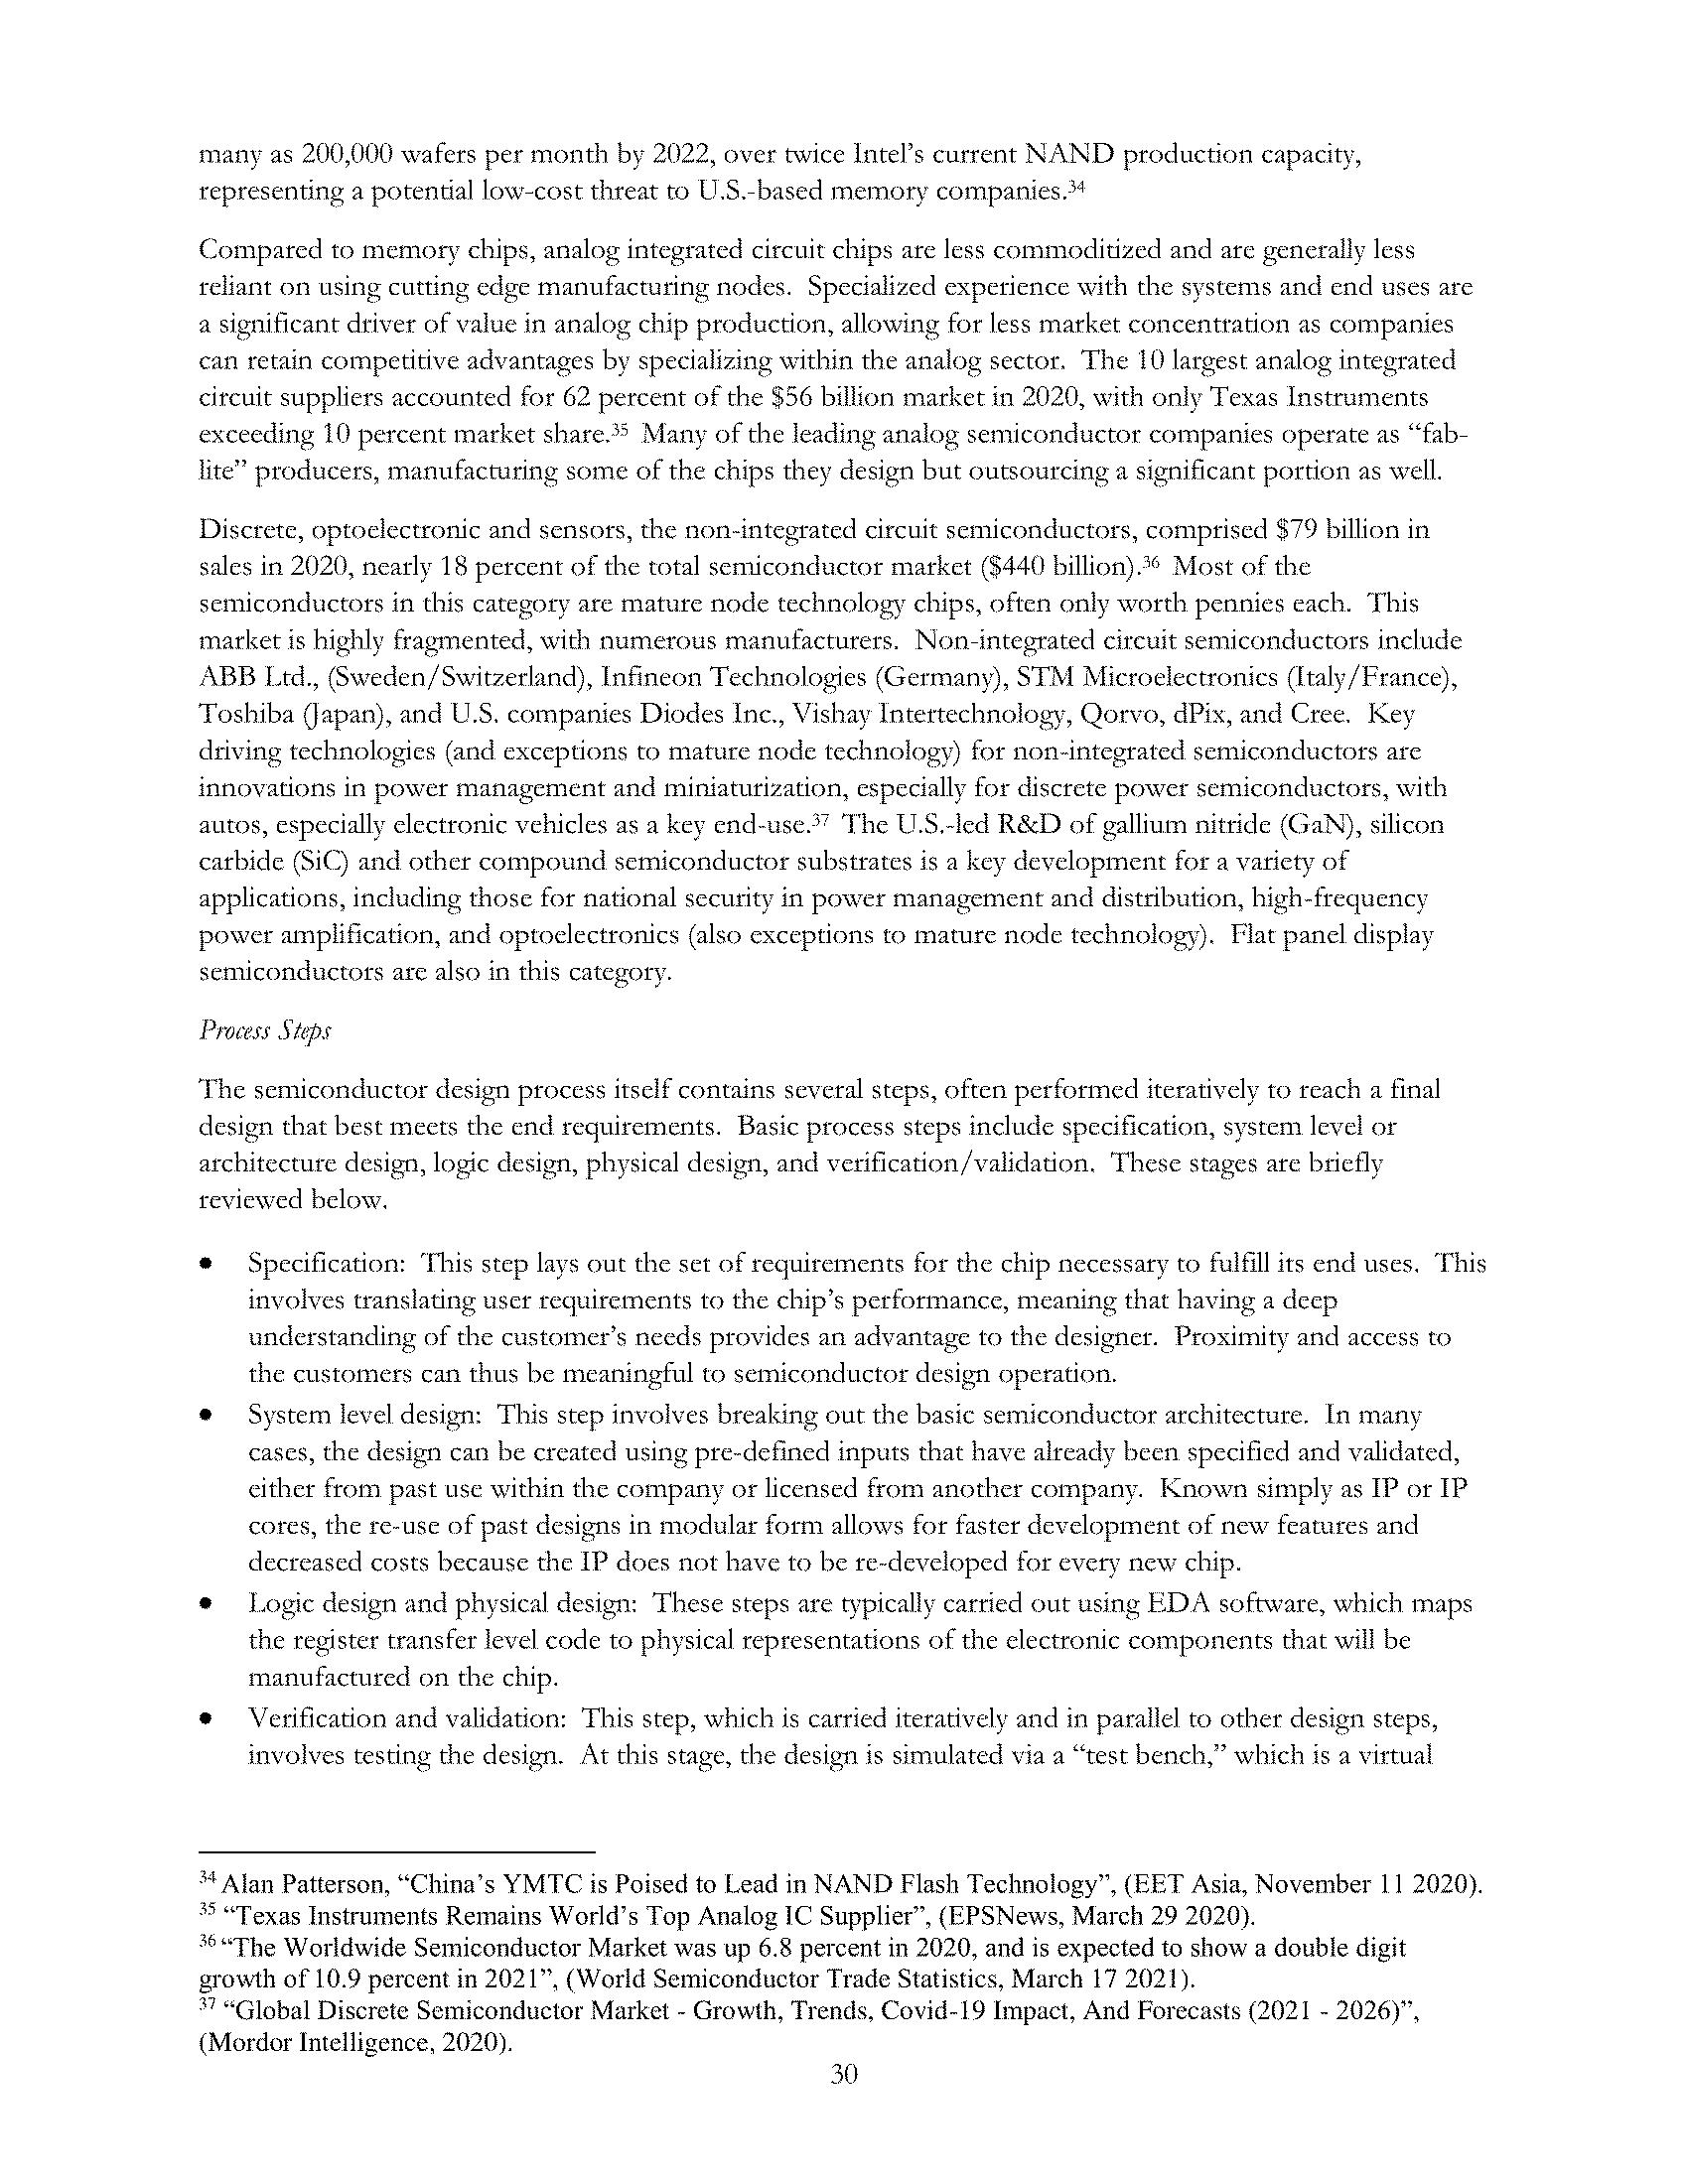 many as 200,000 wafers per month by 2022, over twice Intel’s current NAND production capacity,
representing a potential low-cost threat to U.S.-based memory companies.³⁴
Compared to memory chips, analog integrated circuit chips are less commoditized and are generally less
reliant on using cutting edge manufacturing nodes.  Specialized experience with the systems and end uses are
a significant driver of value in analog chip production, allowing for less market concentration as companies
can retain competitive advantages by specializing within the analog sector.  The 10 largest analog integrated
circuit suppliers accounted for 62 percent of the $56 billion market in 2020, with only Texas Instruments
exceeding 10 percent market share.³⁵  Many of the leading analog semiconductor companies operate as “fab-
lite” producers, manufacturing some of the chips they design but outsourcing a significant portion as well.
Discrete, optoelectronic and sensors, the non-integrated circuit semiconductors, comprised $79 billion in
sales in 2020, nearly 18 percent of the total semiconductor market ($440 billion).³⁶  Most of the
semiconductors in this category are mature node technology chips, often only worth pennies each.  This
market is highly fragmented, with numerous manufacturers.  Non-integrated circuit semiconductors include
ABB Ltd., (Sweden/Switzerland), Infineon Technologies (Germany), STM Microelectronics (Italy/France),
Toshiba (Japan), and U.S. companies Diodes Inc., Vishay Intertechnology, Qorvo, dPix, and Cree.  Key
driving technologies (and exceptions to mature node technology) for non-integrated semiconductors are
innovations in power management and miniaturization, especially for discrete power semiconductors, with
autos, especially electronic vehicles as a key end-use.³⁷  The U.S.-led R&D of gallium nitride (GaN), silicon
carbide (SiC) and other compound semiconductor substrates is a key development for a variety of
applications, including those for national security in power management and distribution, high-frequency
power amplification, and optoelectronics (also exceptions to mature node technology).  Flat panel display
semiconductors are also in this category.
Process Steps
The semiconductor design process itself contains several steps, often performed iteratively to reach a final
design that best meets the end requirements.  Basic process steps include specification, system level or
architecture design, logic design, physical design, and verification/validation.  These stages are briefly
reviewed below.
• Specification:  This step lays out the set of requirements for the chip necessary to fulfill its end uses.  This
involves translating user requirements to the chip’s performance, meaning that having a deep
understanding of the customer’s needs provides an advantage to the designer.  Proximity and access to
the customers can thus be meaningful to semiconductor design operation.
• System level design:  This step involves breaking out the basic semiconductor architecture.  In many
cases, the design can be created using pre-defined inputs that have already been specified and validated,
either from past use within the company or licensed from another company.  Known simply as IP or IP
cores, the re-use of past designs in modular form allows for faster development of new features and
decreased costs because the IP does not have to be re-developed for every new chip.
• Logic design and physical design:  These steps are typically carried out using EDA software, which maps
the register transfer level code to physical representations of the electronic components that will be
manufactured on the chip.
• Verification and validation:  This step, which is carried iteratively and in parallel to other design steps,
involves testing the design.  At this stage, the design is simulated via a “test bench,” which is a virtual
³⁴ Alan Patterson, “China’s YMTC is Poised to Lead in NAND Flash Technology”, (EET Asia, November 11 2020).
³⁵ “Texas Instruments Remains World’s Top Analog IC Supplier”, (EPSNews, March 29 2020).
³⁶ “The Worldwide Semiconductor Market was up 6.8 percent in 2020, and is expected to show a double digit
growth of 10.9 percent in 2021”, (World Semiconductor Trade Statistics, March 17 2021).
³⁷ “Global Discrete Semiconductor Market - Growth, Trends, Covid-19 Impact, And Forecasts (2021 - 2026)”,
(Mordor Intelligence, 2020).
30